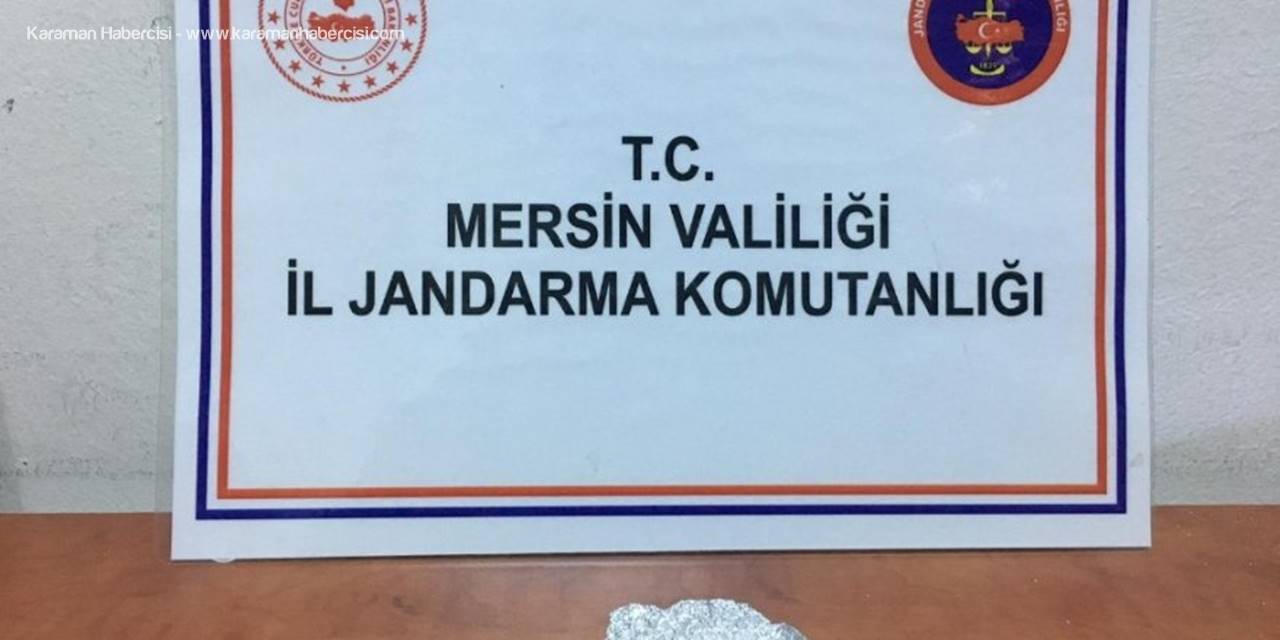 Karaman Habercisi - www.karamanhabercisi.com
T.C.
MERSİN VALİLİĞİ
İL JANDARMA KOMUTANLIĞI